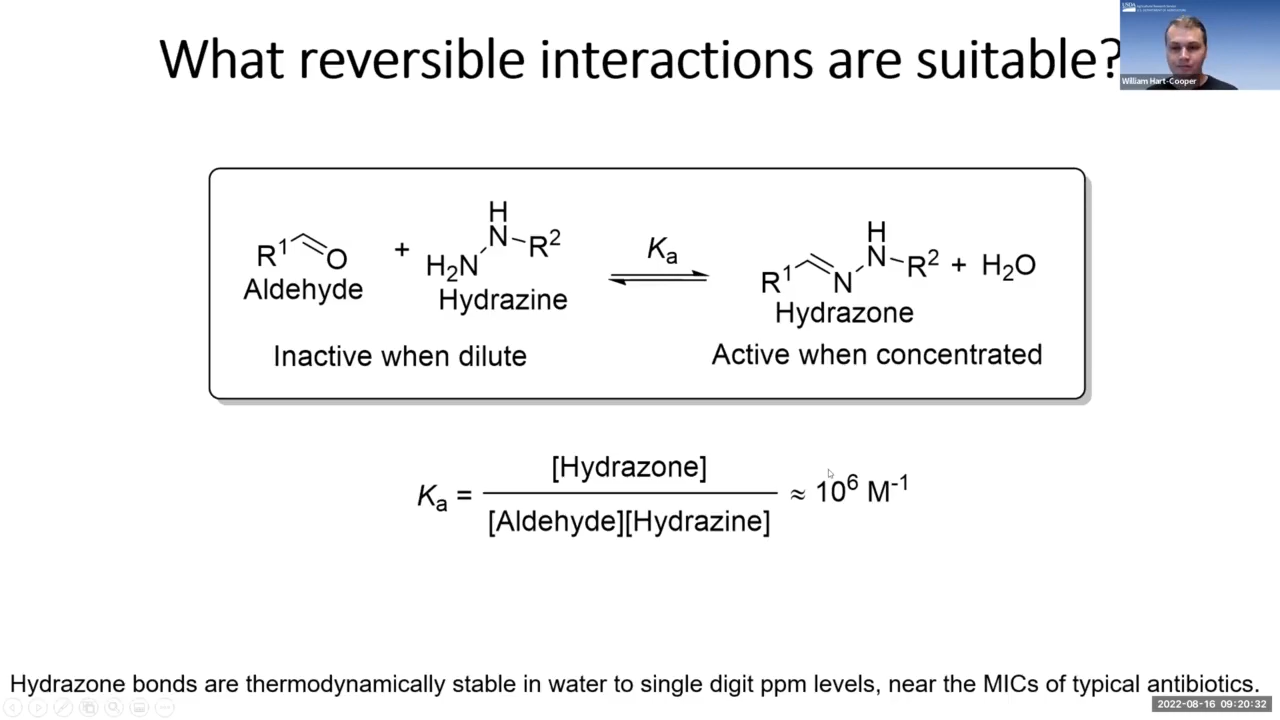 What reversible interactions are suitable?
USDA
William Hart-Cooper
H
R1 O + H2N N R2 Ka R1 N H N R2 + H2O
Aldehyde Hydrazine Hydrazone
Inactive when dilute Active when concentrated
Ka = [Hydrazone] / [Aldehyde][Hydrazine] ≈ 10⁶ M⁻¹
Hydrazone bonds are thermodynamically stable in water to single digit ppm levels, near the MICs of typical antibiotics.
2022-08-16 09:20:32